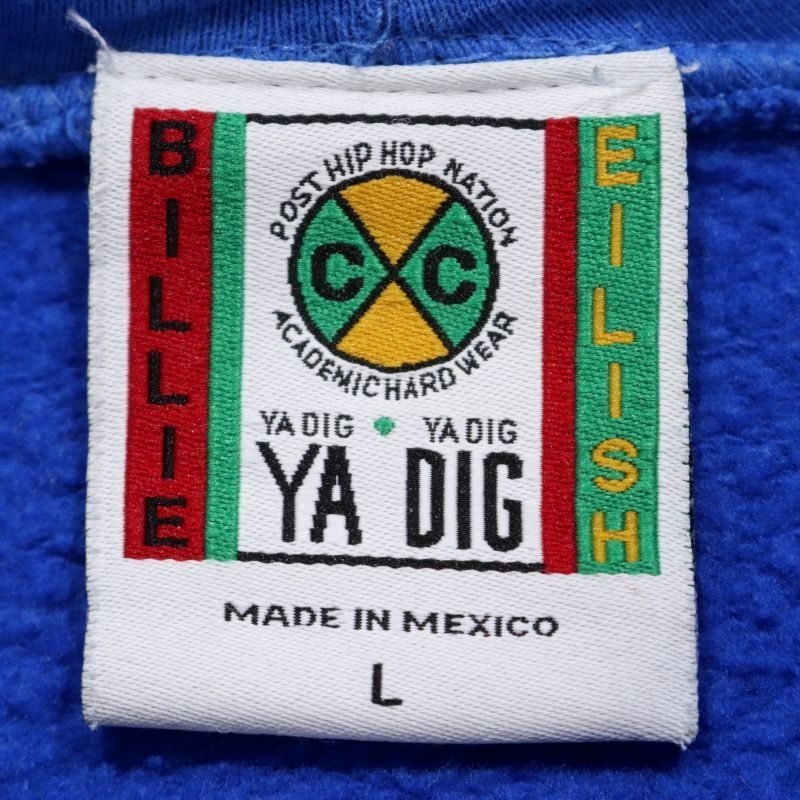 BILLIE
POST HIP HOP NATION
C C
ACADEMIC HARD WEAR
YA DIG YA DIG
YA DIG
EILISH
MADE IN MEXICO
L